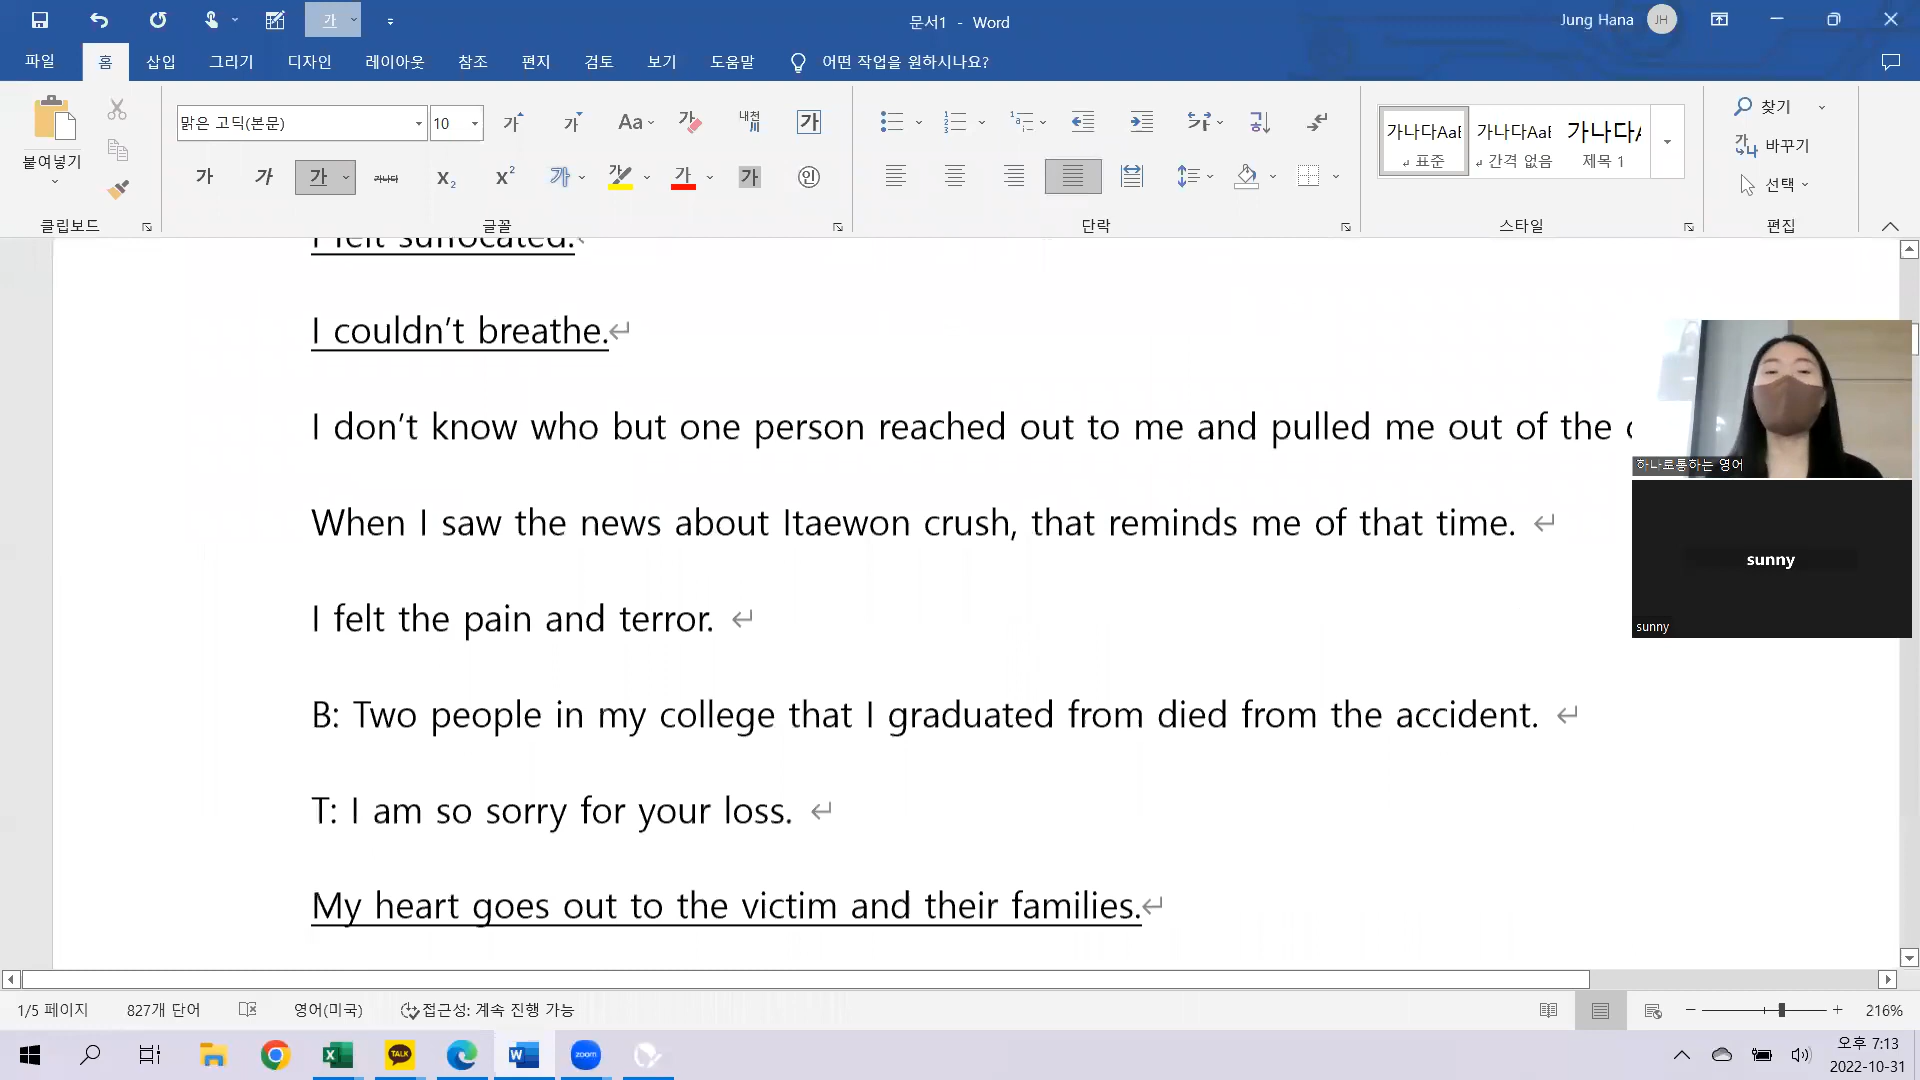 문서1 - Word
Jung Hana
JH
가
파일
홈
삽입
그리기
디자인
레이아웃
참조
편지
검토
보기
도움말
어떤 작업을 원하시나요?
붙여넣기
클립보드
맑은 고딕(본문)
10
글꼴
단락
가나다AaB
표준
가나다AaB
간격 없음
가나다A
제목 1
스타일
찾기
바꾸기
선택
편집
I felt suffocated.
I couldn’t breathe.
I don’t know who but one person reached out to me and pulled me out of the
When I saw the news about Itaewon crush, that reminds me of that time.
I felt the pain and terror.
B: Two people in my college that I graduated from died from the accident.
T: I am so sorry for your loss.
My heart goes out to the victim and their families.
하나로통하는 영어
sunny
sunny
1/5 페이지
827개 단어
영어(미국)
접근성: 계속 진행 가능
216%
TALK
zoom
오후 7:13
2022-10-31